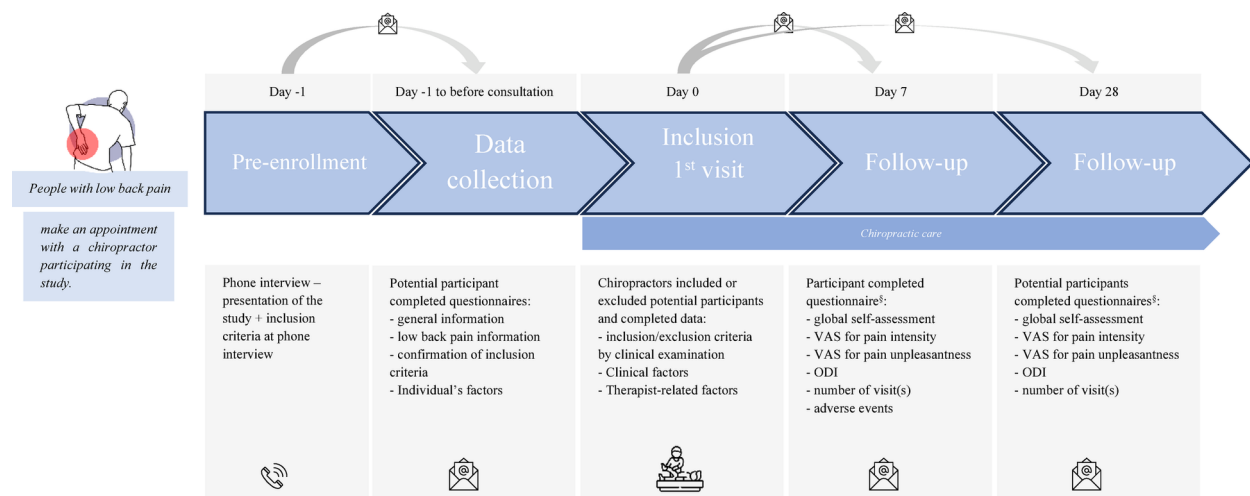 Day -1
Day -1 to before consultation
Day 0
Day 7
Day 28
Pre-enrollment
Data
collection
Inclusion
1st visit
Follow-up
Follow-up
People with low back pain
make an appointment
with a chiropractor
participating in the
study.
Chiropractic care
Phone interview –
presentation of the
study + inclusion
criteria at phone
interview
Potential participant
completed questionnaires:
- general information
- low back pain information
- confirmation of inclusion
criteria
- Individual’s factors
Chiropractors included or
excluded potential participants
and completed data:
- inclusion/exclusion criteria
by clinical examination
- Clinical factors
- Therapist-related factors
Participant completed
questionnaire§:
- global self-assessment
- VAS for pain intensity
- VAS for pain unpleasantness
- ODI
- number of visit(s)
- adverse events
Potential participants
completed questionnaires§:
- global self-assessment
- VAS for pain intensity
- VAS for pain unpleasantness
- ODI
- number of visit(s)